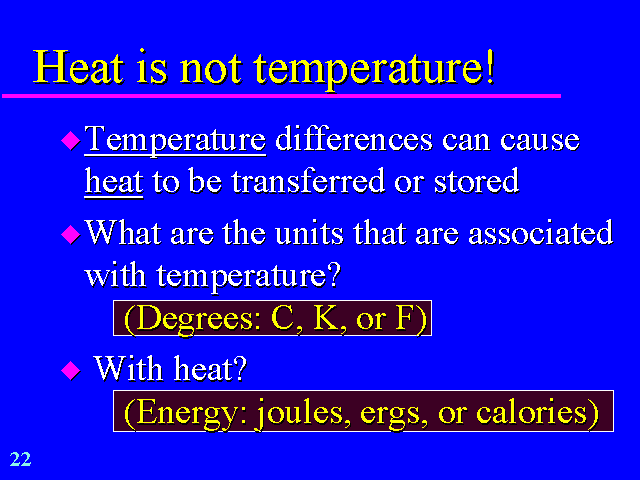 Heat is not temperature!
Temperature differences can cause
heat to be transferred or stored
What are the units that are associated
with temperature?
(Degrees: C, K, or F)
With heat?
(Energy: joules, ergs, or calories)
22